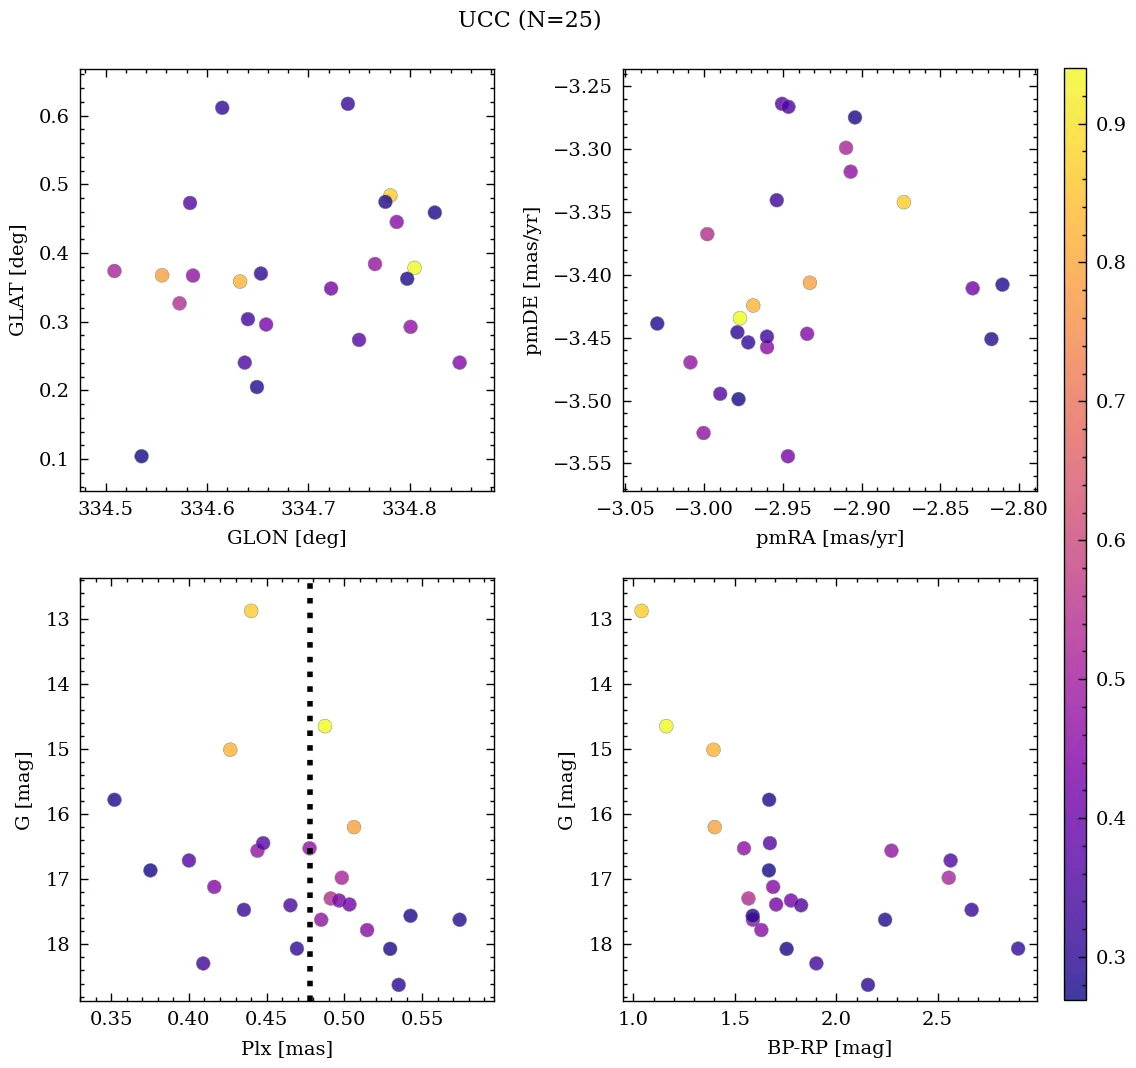 UCC (N=25)
0.6
0.5
0.4
0.3
0.2
0.1
GLAT [deg]
334.5 334.6 334.7 334.8
GLON [deg]
−3.25
−3.30
−3.35
−3.40
−3.45
−3.50
−3.55
pmDE [mas/yr]
−3.05 −3.00 −2.95 −2.90 −2.85 −2.80
pmRA [mas/yr]
13
14
15
16
17
18
G [mag]
0.35 0.40 0.45 0.50 0.55
Plx [mas]
13
14
15
16
17
18
G [mag]
1.0 1.5 2.0 2.5
BP-RP [mag]
0.9
0.8
0.7
0.6
0.5
0.4
0.3